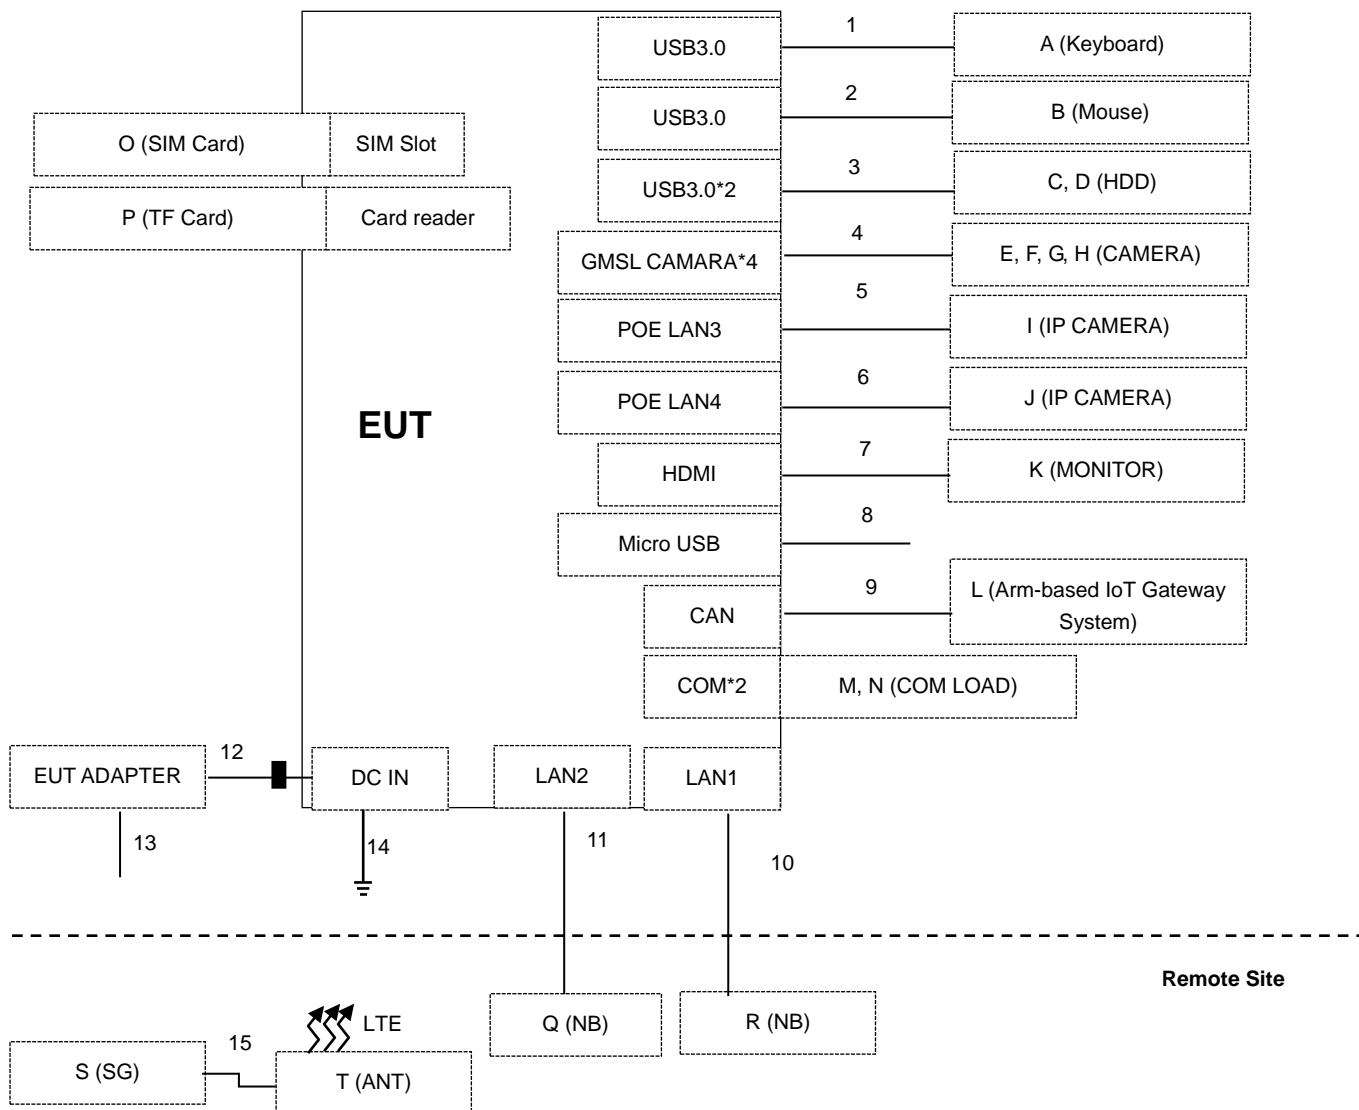 1
USB3.0
A (Keyboard)
2
USB3.0
B (Mouse)
O (SIM Card)
SIM Slot
3
USB3.0*2
C, D (HDD)
P (TF Card)
Card reader
4
GMSL CAMARA*4
E, F, G, H (CAMERA)
5
POE LAN3
I (IP CAMERA)
6
POE LAN4
J (IP CAMERA)
EUT
7
HDMI
K (MONITOR)
8
Micro USB
9
CAN
L (Arm-based IoT Gateway
System)
COM*2
M, N (COM LOAD)
12
EUT ADAPTER
DC IN
LAN2
LAN1
13
14
11
10
Remote Site
LTE
Q (NB)
R (NB)
15
S (SG)
T (ANT)